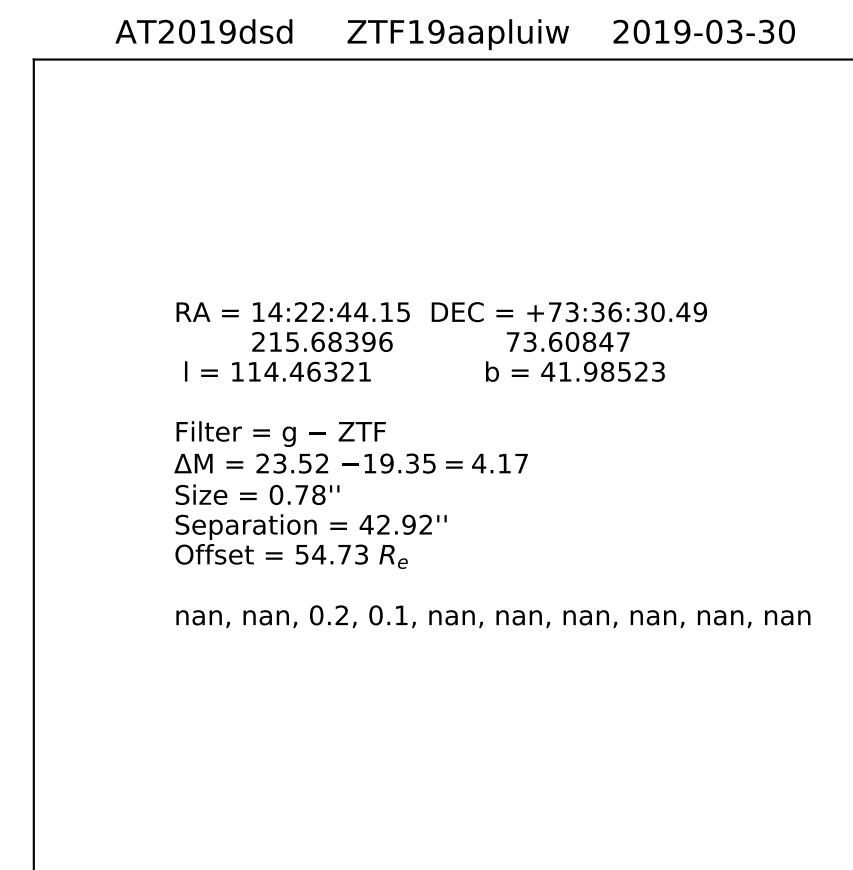 AT2019dsd ZTF19aapluiw 2019-03-30
RA = 14:22:44.15 DEC = +73:36:30.49
215.68396 73.60847
l = 114.46321 b = 41.98523
Filter = g − ZTF
ΔM = 23.52 −19.35 = 4.17
Size = 0.78''
Separation = 42.92''
Offset = 54.73 Rₑ
nan, nan, 0.2, 0.1, nan, nan, nan, nan, nan, nan